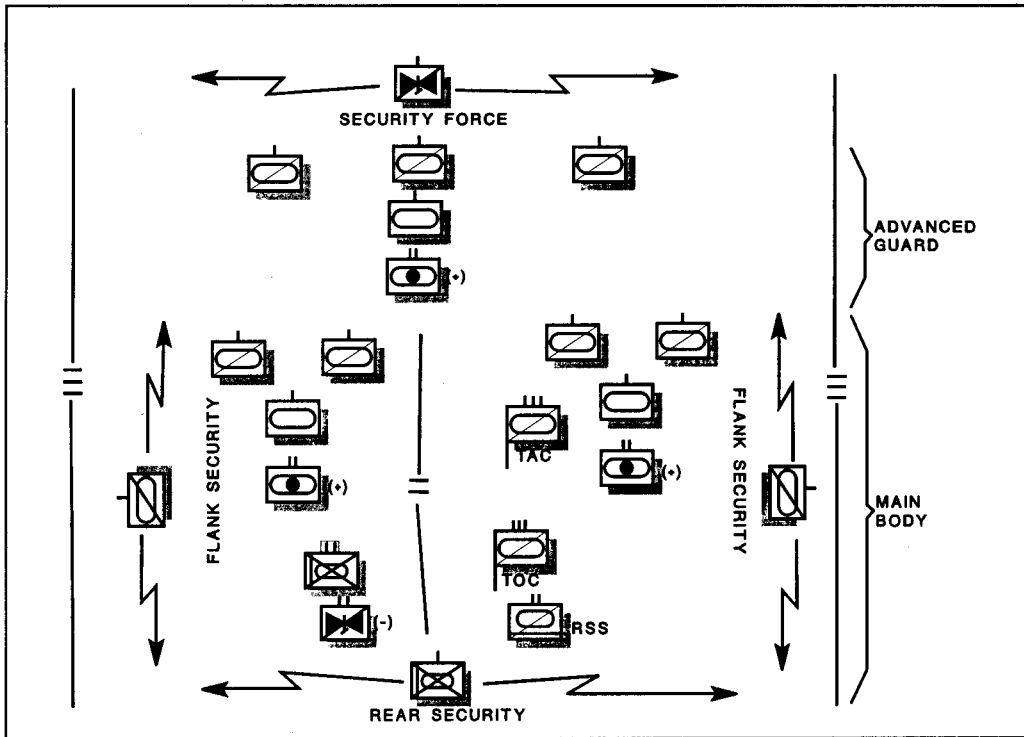 SECURITY FORCE
ADVANCED
GUARD
(+)
FLANK SECURITY
FLANK SECURITY
TAC
(+)
(+)
MAIN
BODY
TOC
(-)
RSS
REAR SECURITY